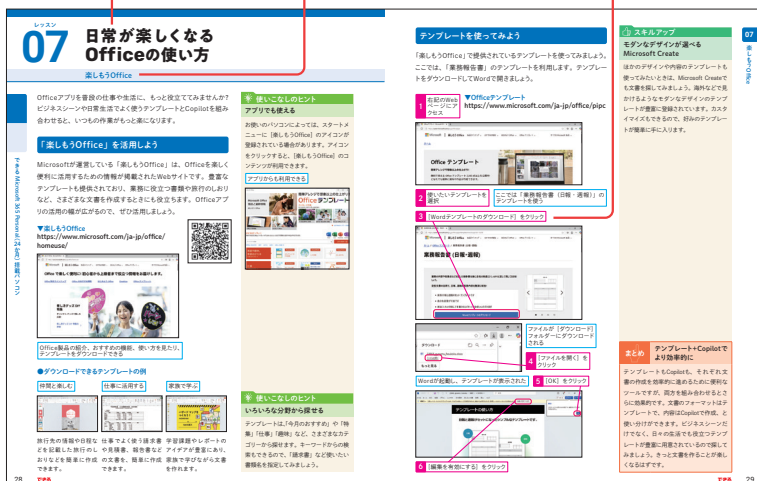 レッスン
07
日常が楽しくなる
Officeの使い方
楽しもうOffice
Officeアプリを普段の仕事や生活に、もっと役立ててみませんか？
ビジネスシーンや日常生活でよく使うテンプレートとCopilotを組み
合わせると、いつもの作業がもっと楽になります。
「楽しもうOffice」を活用しよう
Microsoftが運営している「楽しもうOffice」は、Officeを楽しく
便利に活用するための情報が掲載されたWebサイトです。豊富な
テンプレートも提供されており、業務に役立つ書類や旅行のしおり
など、さまざまな文書を作成するときにも役立ちます。Officeアプ
リの活用の幅が広がるので、ぜひ活用しましょう。
▼楽しもうOffice
https://www.microsoft.com/ja-jp/office/
homeuse/
Office製品の紹介、おすすめの機能、使い方を見たり、
テンプレートをダウンロードできる
●ダウンロードできるテンプレートの例
仲間と楽しむ
仕事に活用する
家族で学ぶ
旅行先の情報や日程な
どを記載した旅行のし
おりなどを簡単に作成
できます。
仕事でよく使う請求書
や見積書、報告書など
の文書を、簡単に作成
できます。
学習課題やレポートの
アイデアが豊富にあり、
家族で学びながら文書
を作れます。
28
できる
使いこなしのヒント
アプリでも使える
お使いのパソコンによっては、スタートメ
ニューに［楽しもうOffice］のアイコンが
登録されている場合があります。アイコン
をクリックすると、［楽しもうOffice］のコ
ンテンツが利用できます。
アプリからも利用できる
使いこなしのヒント
いろいろな分野から探せる
テンプレートは、「今月のおすすめ」や「特
集」「仕事」「趣味」など、さまざまなカテ
ゴリーから探せます。キーワードからの検
索もできるので、「請求書」など使いたい
書類名を指定してみましょう。
テンプレートを使ってみよう
「楽しもうOffice」で提供されているテンプレートを使ってみましょう。
ここでは、「業務報告書」のテンプレートを利用します。テンプレー
トをダウンロードしてWordで開きましょう。
1 右記のWeb
ページにア
クセス
▼Officeテンプレート
https://www.microsoft.com/ja-jp/office/pipc
Office テンプレート
2 使いたいテンプレートを
選択
ここでは「業務報告書（日報・週報）」の
テンプレートを使う
3 ［Wordテンプレートのダウンロード］をクリック
業務報告書 (日報・週報)
ダウンロード
もっと見る
ファイルが［ダウンロード］
フォルダーにダウンロード
される
4 ［ファイルを開く］を
クリック
Wordが起動し、テンプレートが表示された
5 ［OK］をクリック
テンプレートの使い方
6 ［編集を有効にする］をクリック
スキルアップ
モダンなデザインが選べる
Microsoft Create
ほかのデザインや内容のテンプレートも
使ってみたいときは、Microsoft Createで
も文書を探してみましょう。海外などで見
かけるようなモダンなデザインのテンプ
レートが豊富に登録されています。カスタ
マイズもできるので、好みのテンプレー
トが簡単に手に入ります。
07
楽しもうOffice
まとめ
テンプレート+Copilotで
より効率的に
テンプレートもCopilotも、それぞれ文
書の作成を効率的に進めるために便利な
ツールですが、両方を組み合わせるとさ
らに効果的です。文書のフォーマットはテ
ンプレートで、内容はCopilotで作成、と
使い分けができます。ビジネスシーンだ
けでなく、日々の生活でも役立つテンプ
レートが豊富に用意されているので探して
みましょう。きっと文書を作ることが楽し
くなるはずです。
できる
29